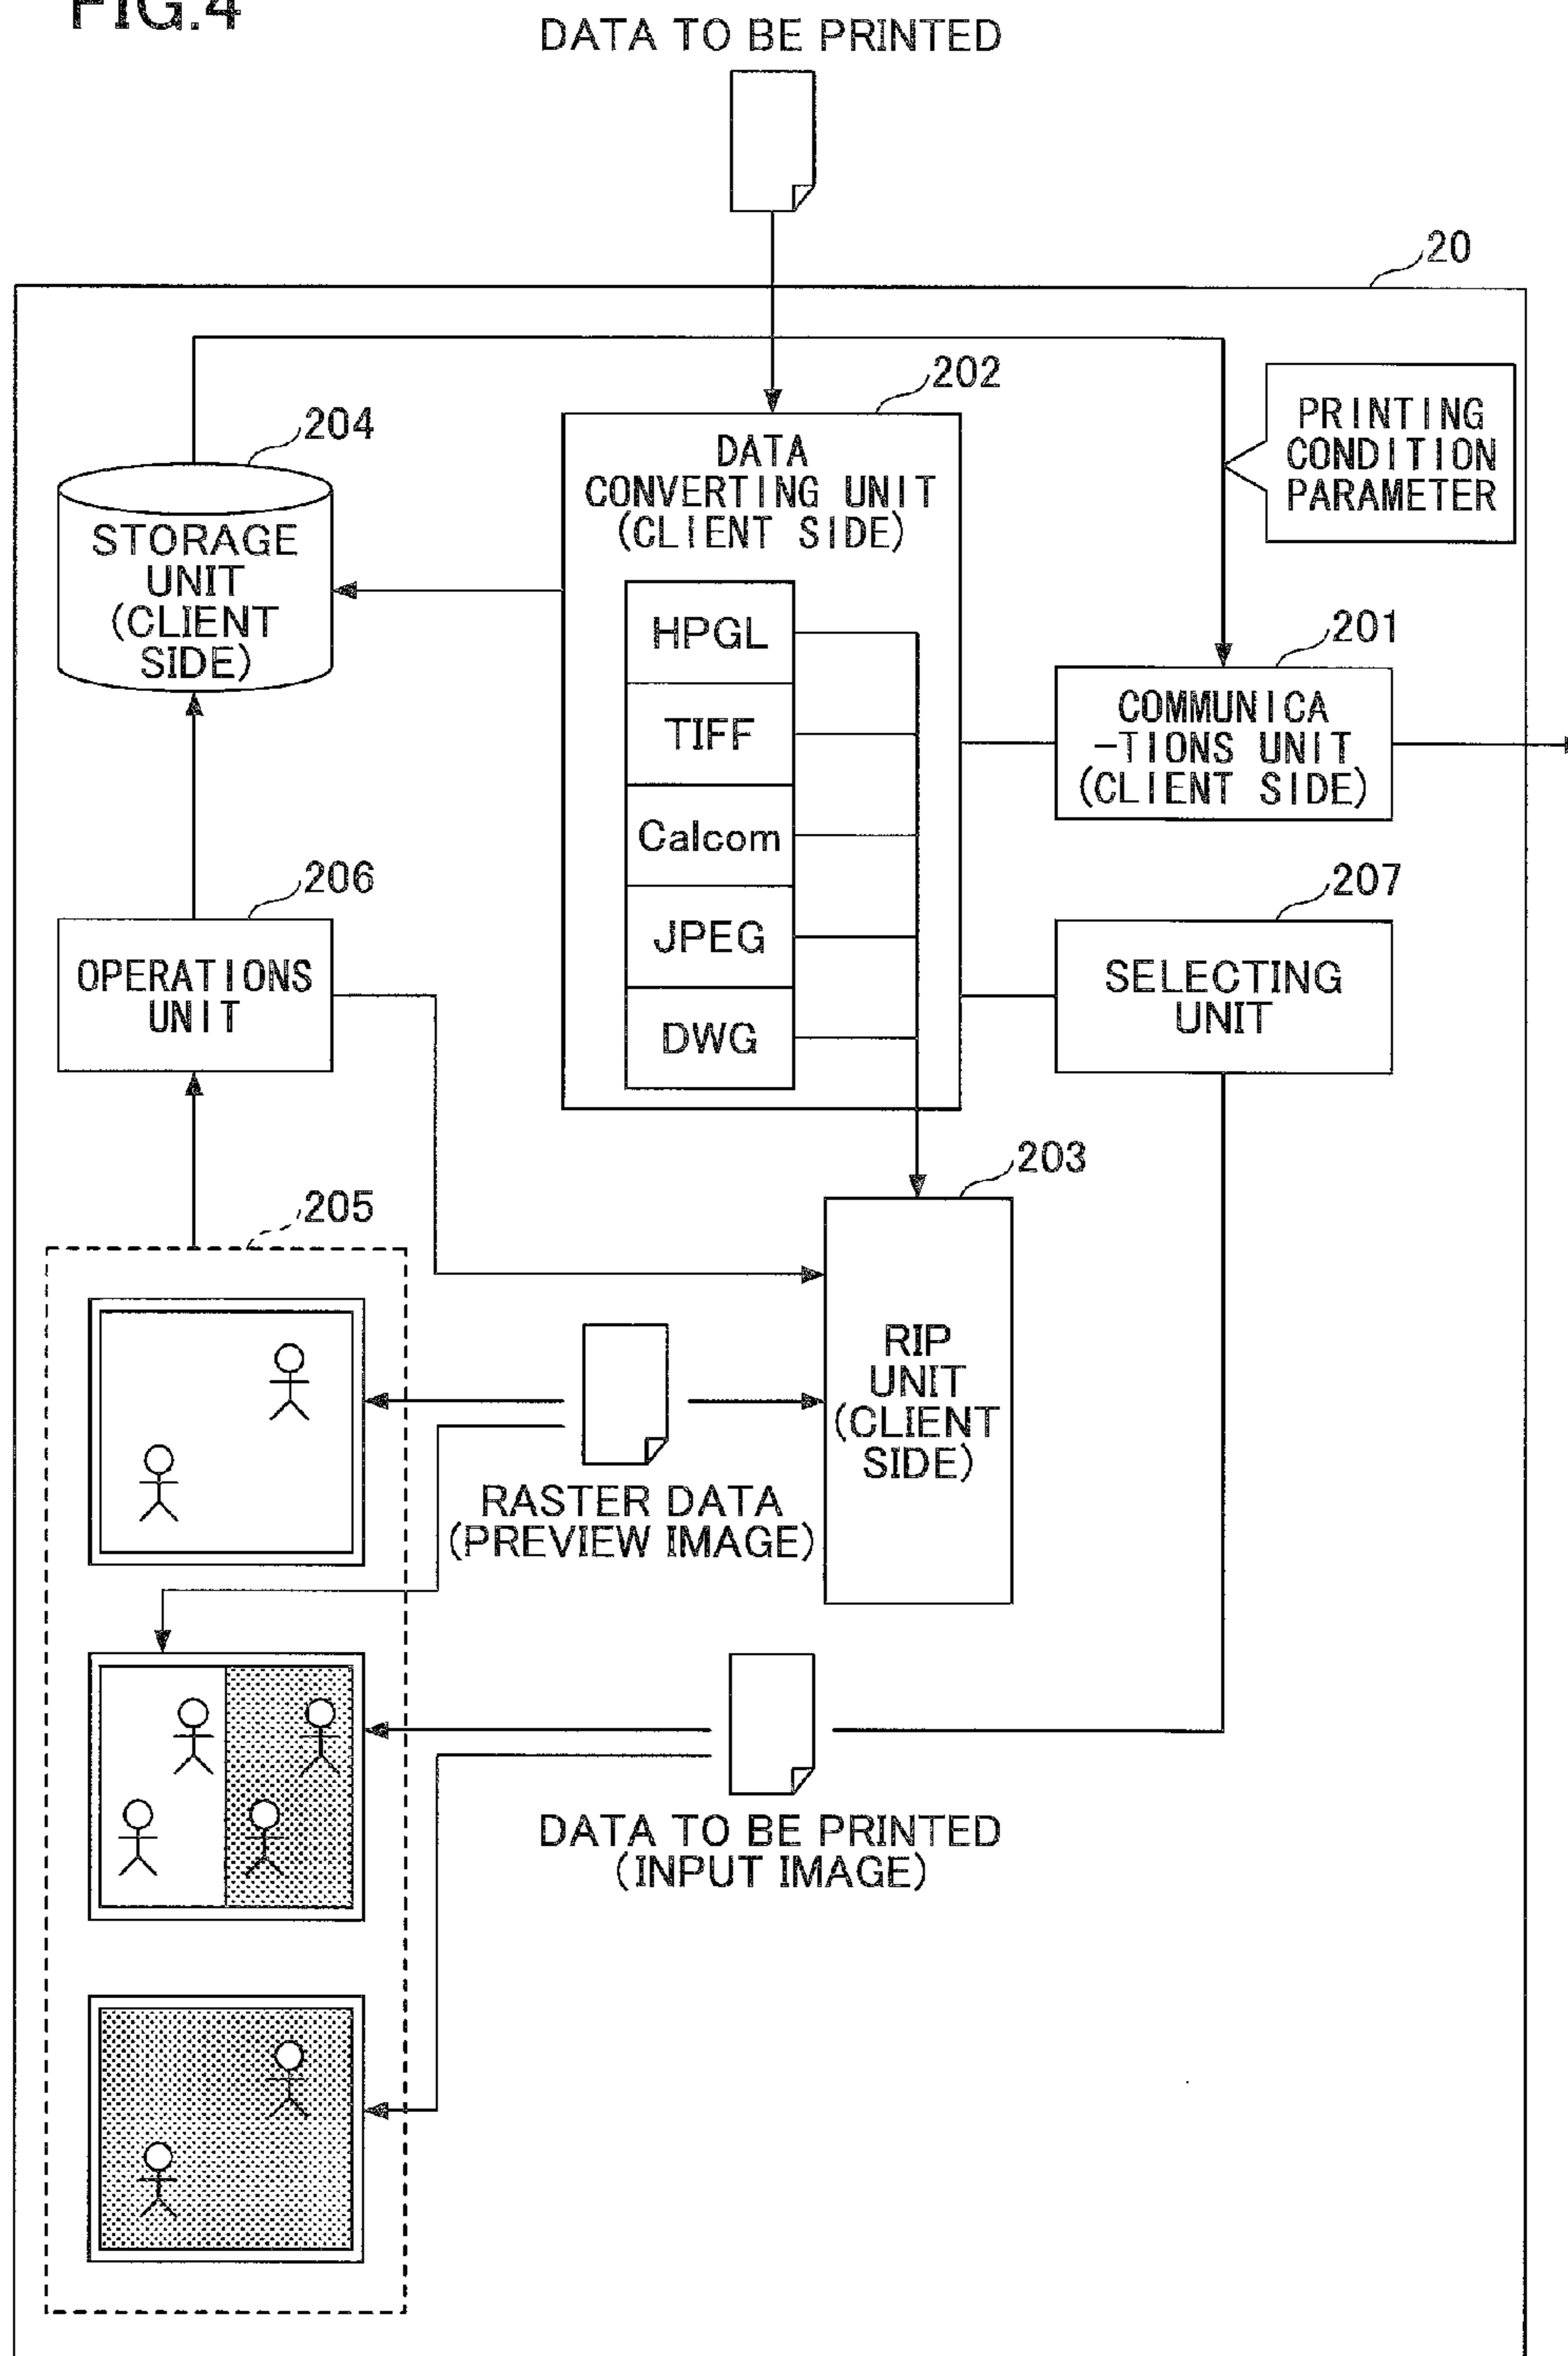 FIG.4
DATA TO BE PRINTED
20
202
204
PRINTING
CONDITION
PARAMETER
DATA
CONVERTING UNIT
(CLIENT SIDE)
STORAGE
UNIT
(CLIENT
SIDE)
HPGL
TIFF
Calcom
JPEG
DWG
201
COMMUNICA
-TIONS UNIT
(CLIENT SIDE)
206
OPERATIONS
UNIT
207
SELECTING
UNIT
203
205
RIP
UNIT
(CLIENT
SIDE)
RASTER DATA
(PREVIEW IMAGE)
DATA TO BE PRINTED
(INPUT IMAGE)